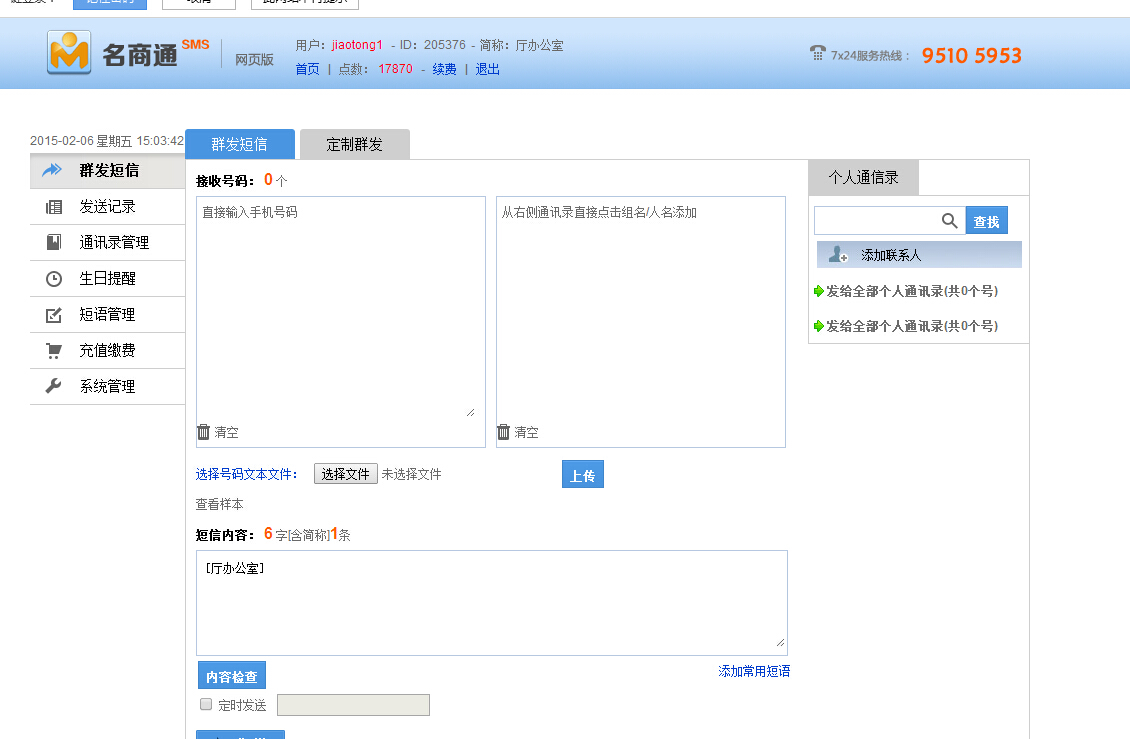 名商通 SMS 网页版
用户：jiaotong1 - ID：205376 - 简称：厅办公室
首页 | 点数：17870 - 续费 | 退出
7x24服务热线： 9510 5953
2015-02-06 星期五 15:03:42
群发短信
发送记录
通讯录管理
生日提醒
短语管理
充值缴费
系统管理
群发短信 定制群发
接收号码： 0 个
直接输入手机号码
从右侧通讯录直接点击组名/人名添加
清空
清空
选择号码文本文件： 选择文件 未选择文件 上传
查看样本
短信内容： 6 字[含简称]1条
[厅办公室]
内容检查 添加常用短语
定时发送
个人通信录
查找
添加联系人
发给全部个人通讯录(共0个号)
发给全部个人通讯录(共0个号)